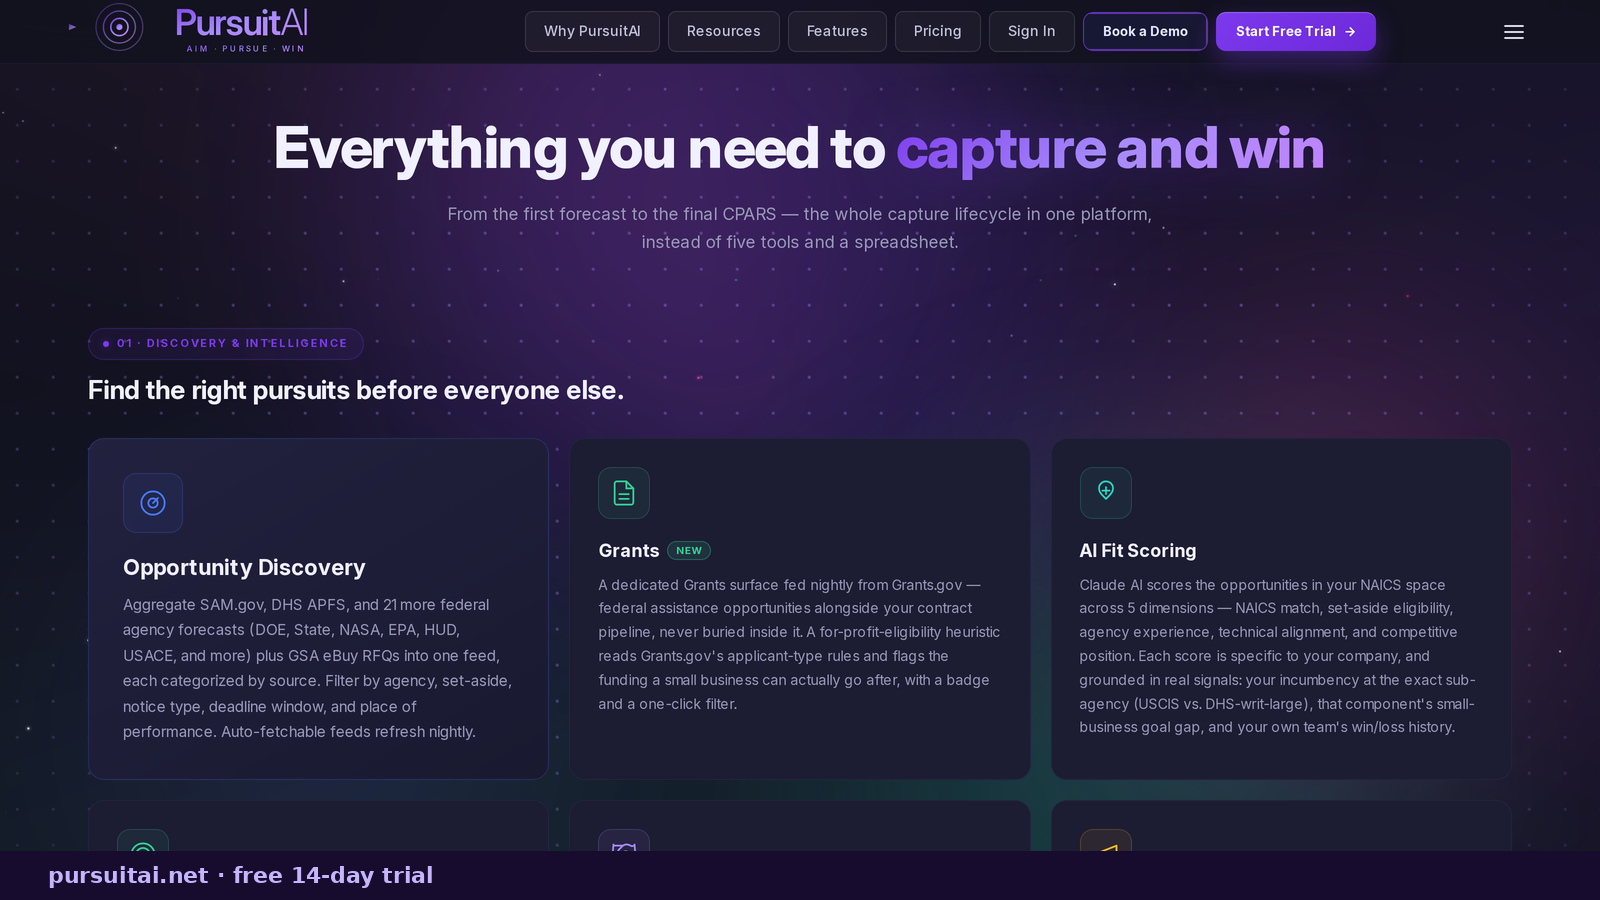 PursuitAI
AIM · PURSUE · WIN
Why PursuitAI
Resources
Features
Pricing
Sign In
Book a Demo
Start Free Trial →
Everything you need to capture and win
From the first forecast to the final CPARS — the whole capture lifecycle in one platform,
instead of five tools and a spreadsheet.
01 · DISCOVERY & INTELLIGENCE
Find the right pursuits before everyone else.
Opportunity Discovery
Aggregate SAM.gov, DHS APFS, and 21 more federal
agency forecasts (DOE, State, NASA, EPA, HUD,
USACE, and more) plus GSA eBuy RFQs into one feed,
each categorized by source. Filter by agency, set-aside,
notice type, deadline window, and place of
performance. Auto-fetchable feeds refresh nightly.
Grants NEW
A dedicated Grants surface fed nightly from Grants.gov —
federal assistance opportunities alongside your contract
pipeline, never buried inside it. A for-profit-eligibility heuristic
reads Grants.gov's applicant-type rules and flags the
funding a small business can actually go after, with a badge
and a one-click filter.
AI Fit Scoring
Claude AI scores the opportunities in your NAICS space
across 5 dimensions — NAICS match, set-aside eligibility,
agency experience, technical alignment, and competitive
position. Each score is specific to your company, and
grounded in real signals: your incumbency at the exact sub-
agency (USCIS vs. DHS-writ-large), that component's small-
business goal gap, and your own team's win/loss history.
pursuitai.net · free 14-day trial